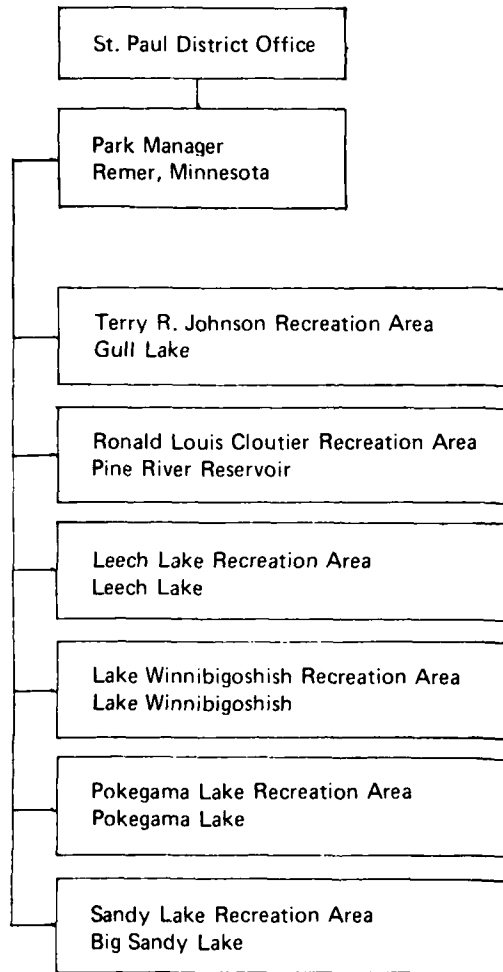 St. Paul District Office
Park Manager
Remer, Minnesota
Terry R. Johnson Recreation Area
Gull Lake
Ronald Louis Cloutier Recreation Area
Pine River Reservoir
Leech Lake Recreation Area
Leech Lake
Lake Winnibigoshish Recreation Area
Lake Winnibigoshish
Pokegama Lake Recreation Area
Pokegama Lake
Sandy Lake Recreation Area
Big Sandy Lake